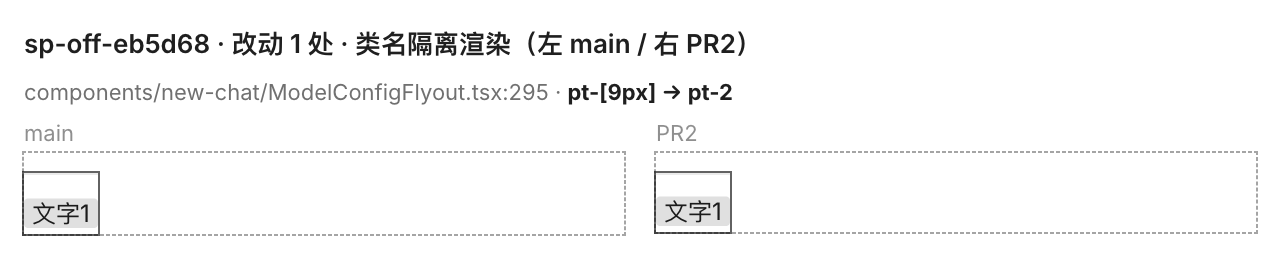 sp-off-eb5d68 · 改动 1 处 · 类名隔离渲染（左 main / 右 PR2）
components/new-chat/ModelConfigFlyout.tsx:295 · pt-[9px] → pt-2
main
PR2
文字1
文字1